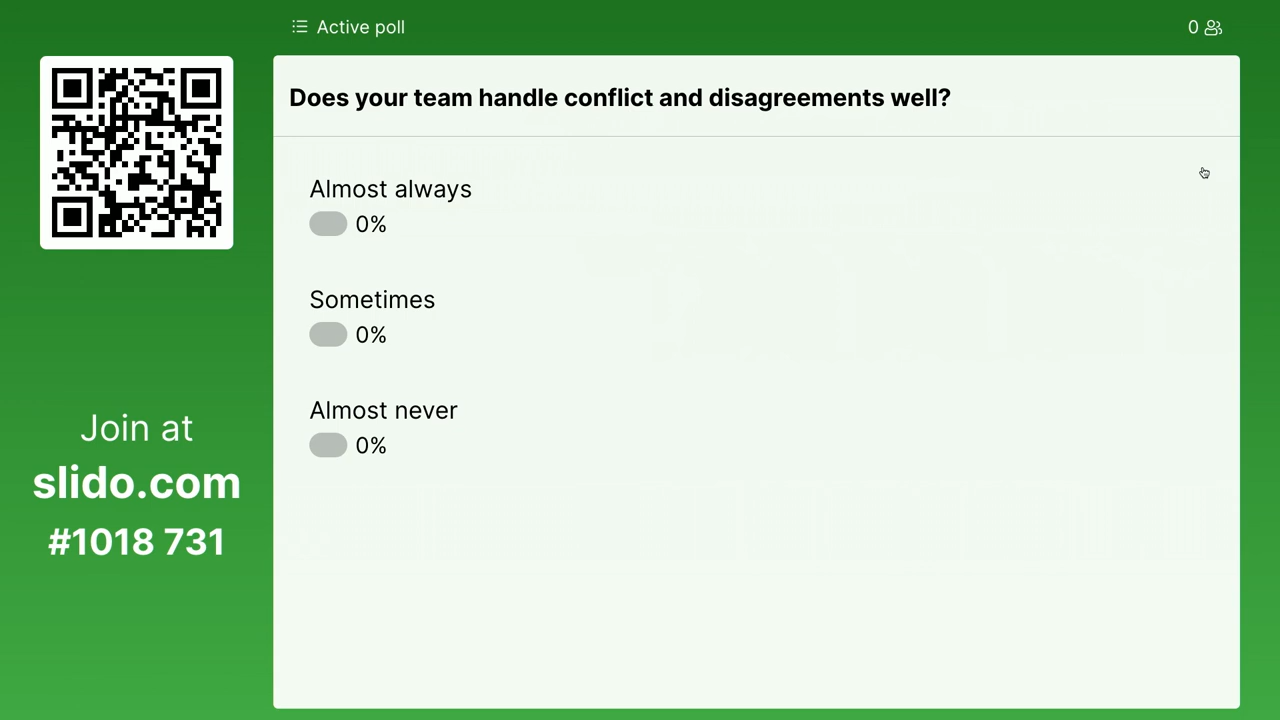 Active poll
0
Does your team handle conflict and disagreements well?
Almost always
0%
Sometimes
0%
Almost never
0%
Join at
slido.com
#1018 731